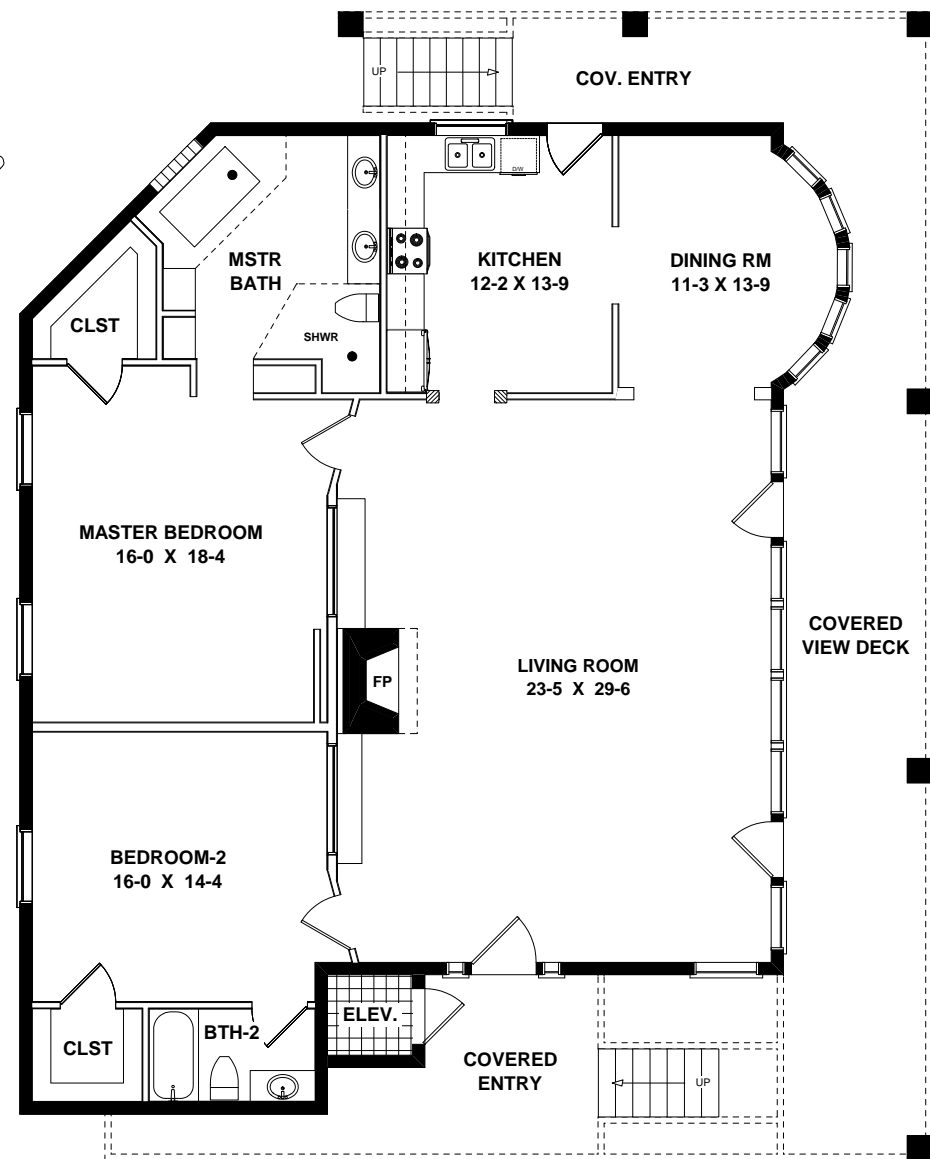 UP
COV. ENTRY
D/W
MSTR
BATH
KITCHEN
12-2 X 13-9
DINING RM
11-3 X 13-9
CLST
SHWR
MASTER BEDROOM
16-0 X 18-4
COVERED
VIEW DECK
LIVING ROOM
23-5 X 29-6
FP
BEDROOM-2
16-0 X 14-4
ELEV.
BTH-2
CLST
COVERED
ENTRY
UP